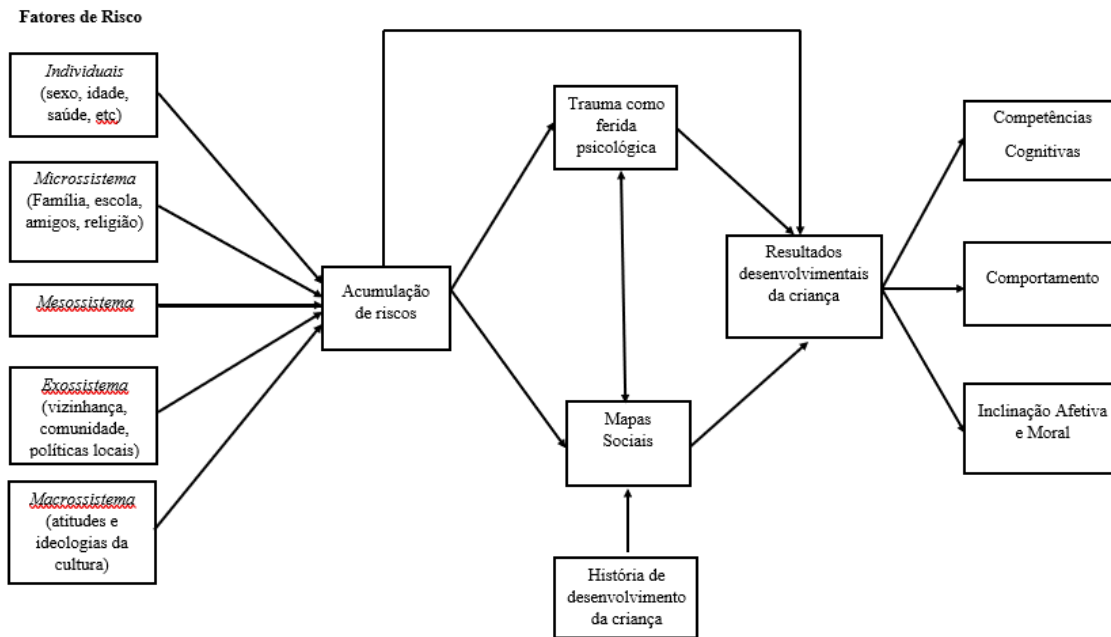 Fatores de Risco
Individuais
(sexo, idade,
saúde, etc)
Microssistema
(Família, escola,
amigos, religião)
Mesossistema
Exossistema
(vizinhança,
comunidade,
políticas locais)
Macrossistema
(atitudes e
ideologias da
cultura)
Acumulação
de riscos
Trauma como
ferida
psicológica
Mapas
Sociais
História de
desenvolvimento
da criança
Resultados
desenvolvimentais
da criança
Competências
Cognitivas
Comportamento
Inclinação Afetiva
e Moral